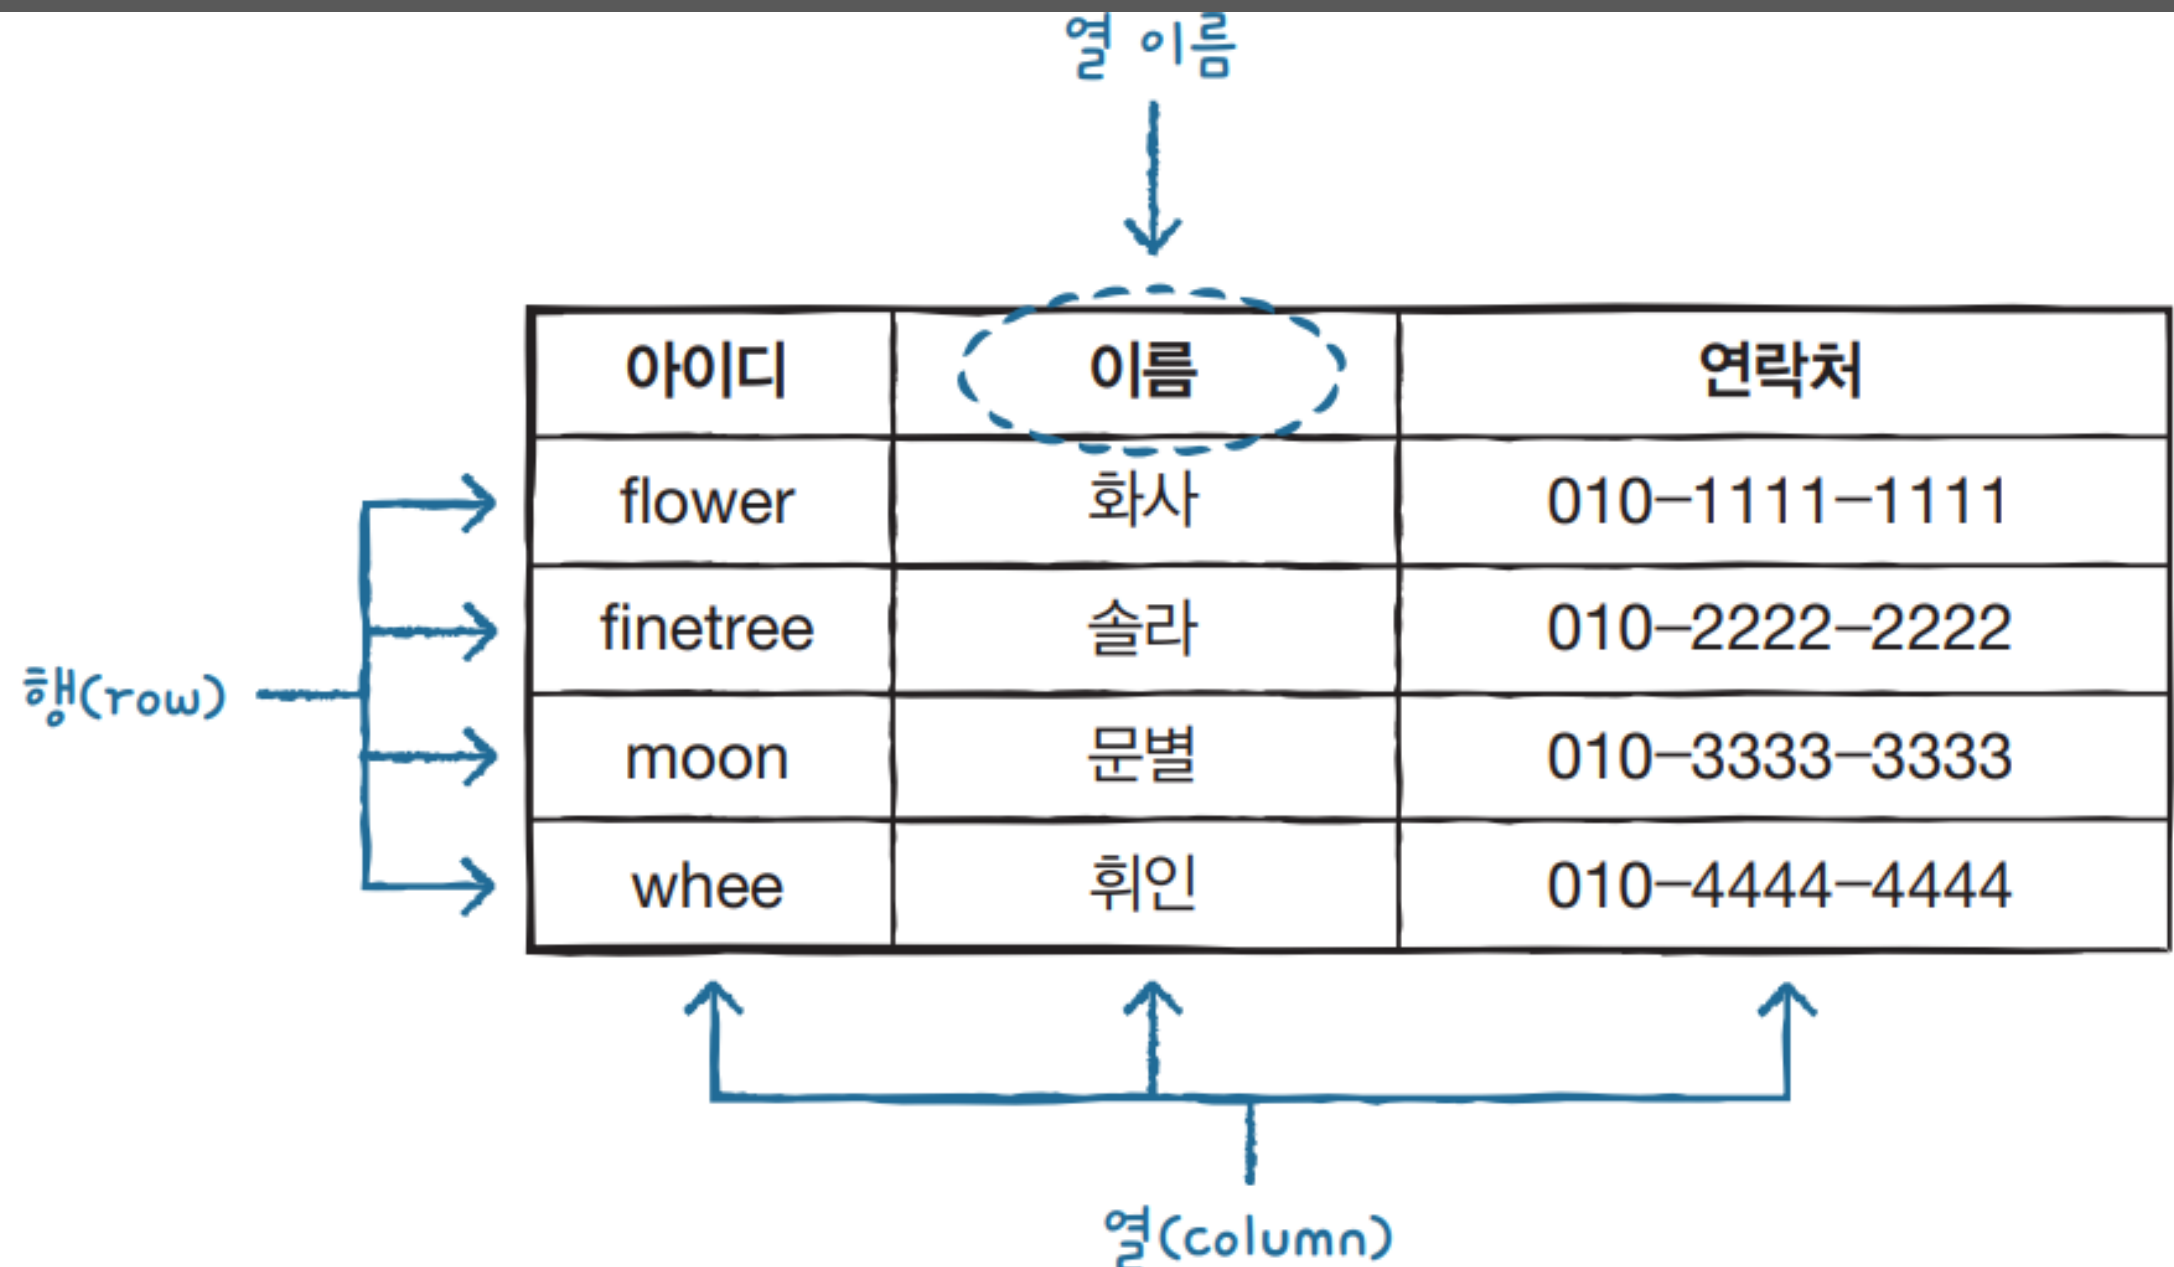 열 이름
아이디 이름 연락처
flower 화사 010-1111-1111
finetree 솔라 010-2222-2222
행(row)
moon 문별 010-3333-3333
whee 휘인 010-4444-4444
열(column)